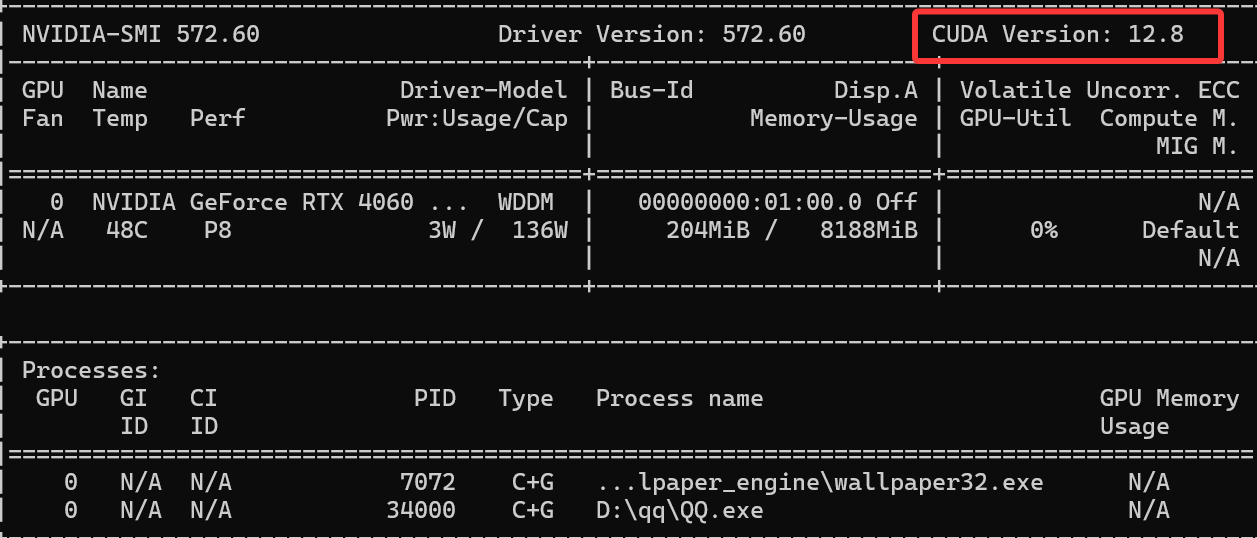 NVIDIA-SMI 572.60 Driver Version: 572.60 CUDA Version: 12.8
GPU Name Driver-Model | Bus-Id Disp.A | Volatile Uncorr. ECC
Fan Temp Perf Pwr:Usage/Cap | Memory-Usage | GPU-Util Compute M.
| | MIG M.
0 NVIDIA GeForce RTX 4060 ... WDDM | 00000000:01:00.0 Off | N/A
N/A 48C P8 3W / 136W | 204MiB / 8188MiB | 0% Default
| | N/A
Processes:
GPU GI CI PID Type Process name GPU Memory
ID ID Usage
0 N/A N/A 7072 C+G ...lpaper_engine\wallpaper32.exe N/A
0 N/A N/A 34000 C+G D:\qq\QQ.exe N/A